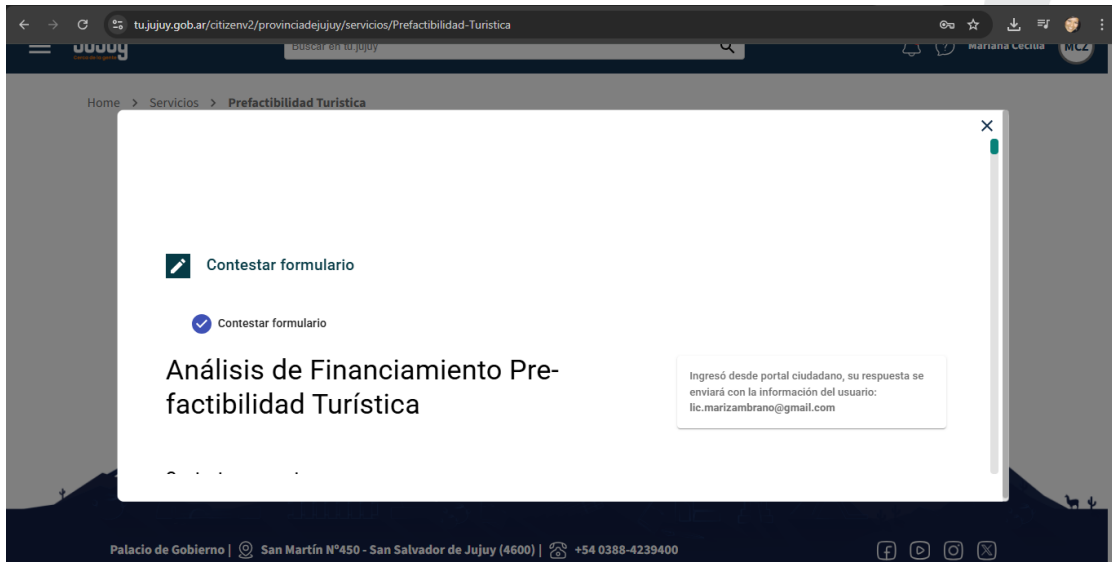 tu.jujuy.gob.ar/citizenv2/provinciadejujuy/servicios/Prefactibilidad-Turistica
Jujuy
Buscar en tu jujuy
Mariana Cecilia
MCZ
Home > Servicios > Prefactibilidad Turistica
Contestar formulario
Contestar formulario
Análisis de Financiamiento Pre-
factibilidad Turística
Ingresó desde portal ciudadano, su respuesta se
enviará con la información del usuario:
lic.marizambrano@gmail.com
Palacio de Gobierno | San Martín Nº450 - San Salvador de Jujuy (4600) | +54 0388-4239400